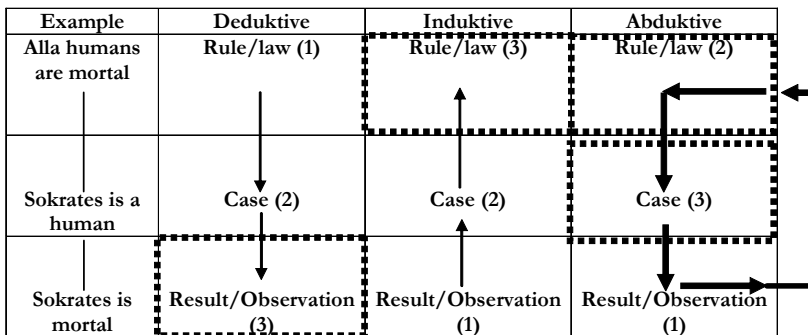 Example Deduktive Induktive Abduktive
Alla humans Rule/law (1) Rule/law (3) Rule/law (2)
are mortal
Sokrates is a Case (2) Case (2) Case (3)
human
Sokrates is Result/Observation Result/Observation Result/Observation
mortal (3) (1) (1)